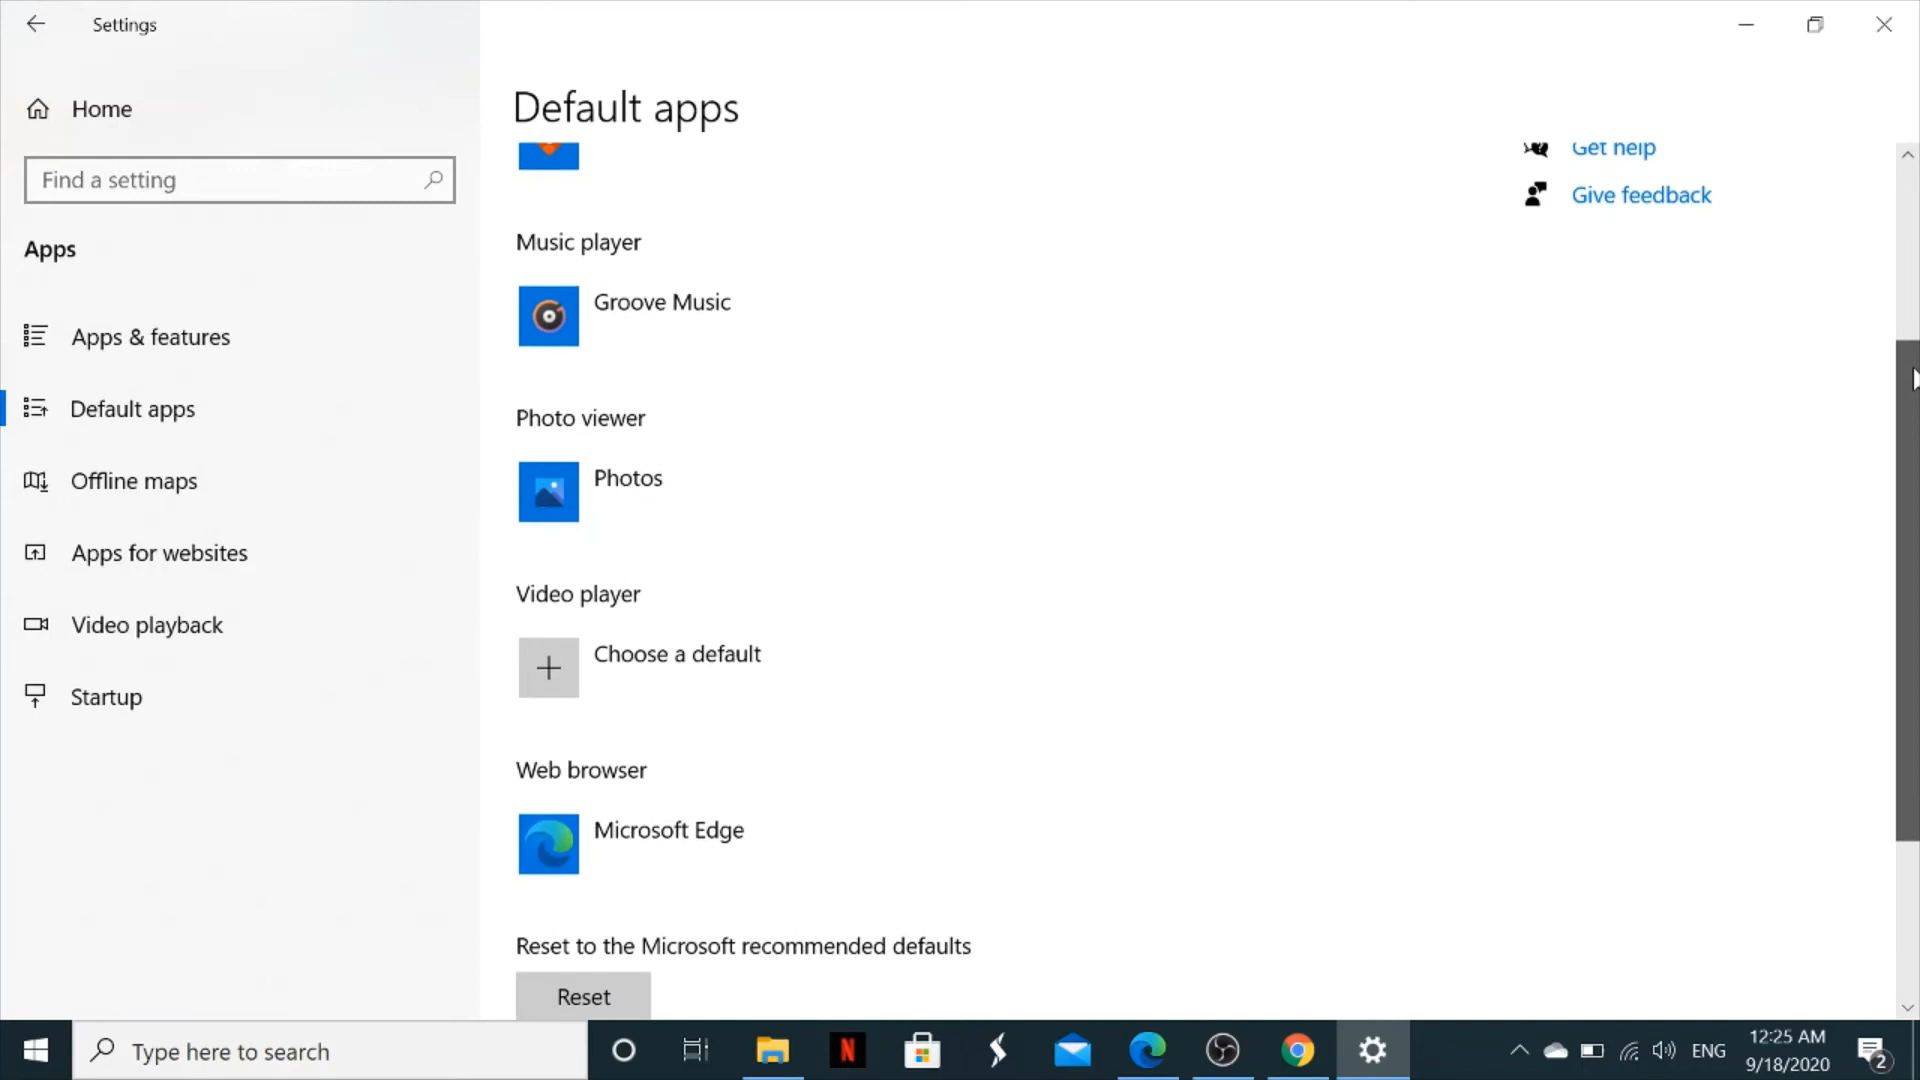 Settings
Home
Find a setting
Apps
Apps & features
Default apps
Offline maps
Apps for websites
Video playback
Startup
Default apps
Get help
Give feedback
Music player
Groove Music
Photo viewer
Photos
Video player
Choose a default
Web browser
Microsoft Edge
Reset to the Microsoft recommended defaults
Reset
Type here to search
N
ENG
12:25 AM
9/18/2020
2